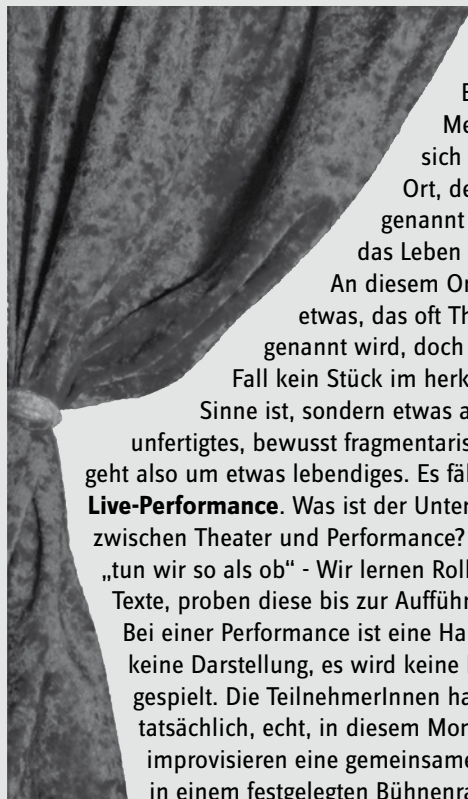 Me
sich
Ort, de
genannt
das Leben
An diesem Or
etwas, das oft Th
genannt wird, doch
Fall kein Stück im herk
Sinne ist, sondern etwas a
unfertigtes, bewusst fragmentaris
geht also um etwas lebendiges. Es fäl
Live-Performance. Was ist der Unter
zwischen Theater und Performance?
„tun wir so als ob“ - Wir lernen Roll
Texte, proben diese bis zur Aufführ
Bei einer Performance ist eine Ha
keine Darstellung, es wird keine
gespielt. Die TeilnehmerInnen ha
tatsächlich, echt, in diesem Mor
improvisieren eine gemeinsame
in einem festgelegten Bühnenra